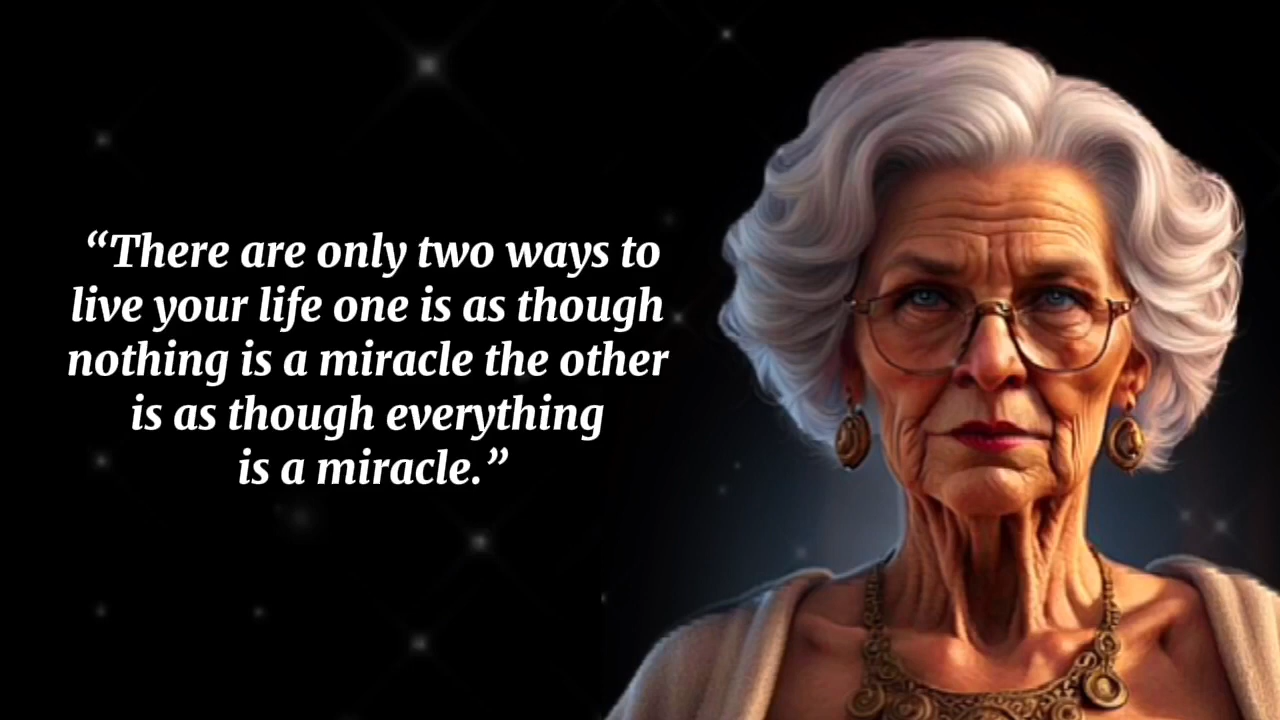 “There are only two ways to
live your life one is as though
nothing is a miracle the other
is as though everything
is a miracle.”